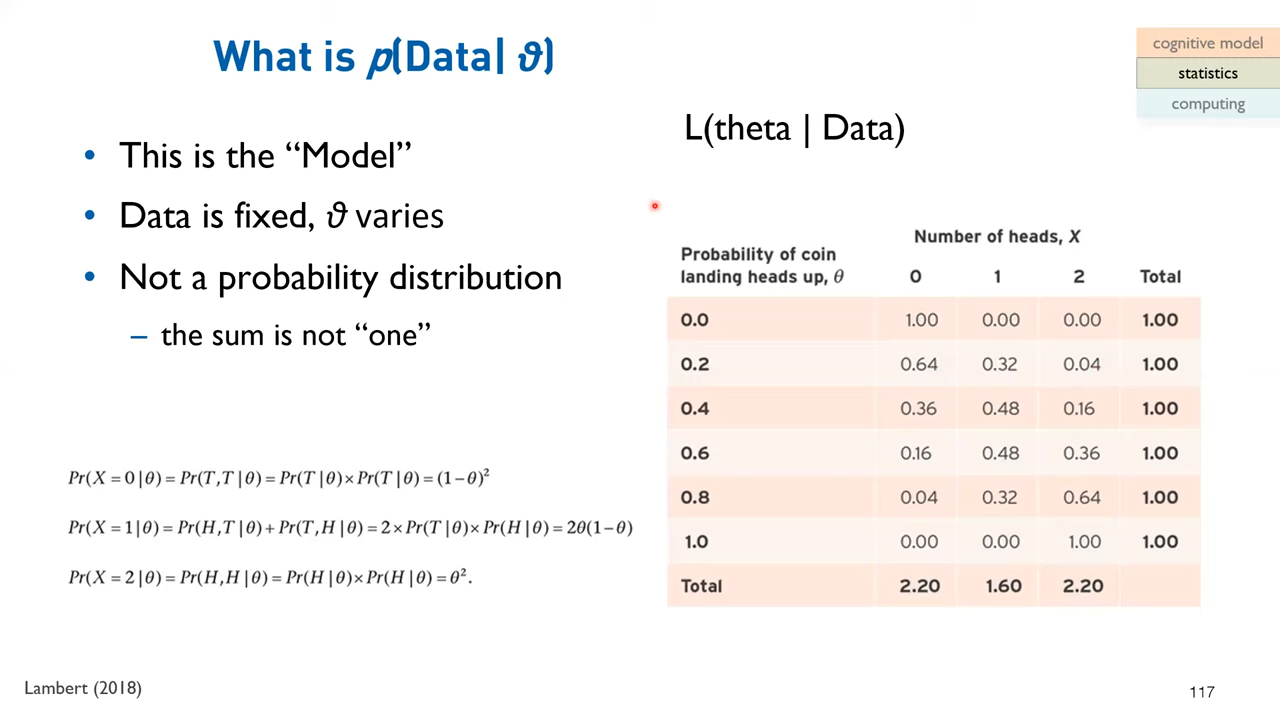 What is p(Data| ϑ)
cognitive model
statistics
computing
L(theta | Data)
• This is the “Model”
• Data is fixed, ϑ varies
• Not a probability distribution
– the sum is not “one”
Pr(X = 0|θ) = Pr(T,T|θ) = Pr(T|θ)×Pr(T|θ) = (1−θ)²
Pr(X = 1|θ) = Pr(H,T|θ) + Pr(T,H|θ) = 2×Pr(T|θ)×Pr(H|θ) = 2θ(1−θ)
Pr(X = 2|θ) = Pr(H,H|θ) = Pr(H|θ)×Pr(H|θ) = θ².
Number of heads, X
Probability of coin
landing heads up, θ 0 1 2 Total
0.0 1.00 0.00 0.00 1.00
0.2 0.64 0.32 0.04 1.00
0.4 0.36 0.48 0.16 1.00
0.6 0.16 0.48 0.36 1.00
0.8 0.04 0.32 0.64 1.00
1.0 0.00 0.00 1.00 1.00
Total 2.20 1.60 2.20
Lambert (2018)
117